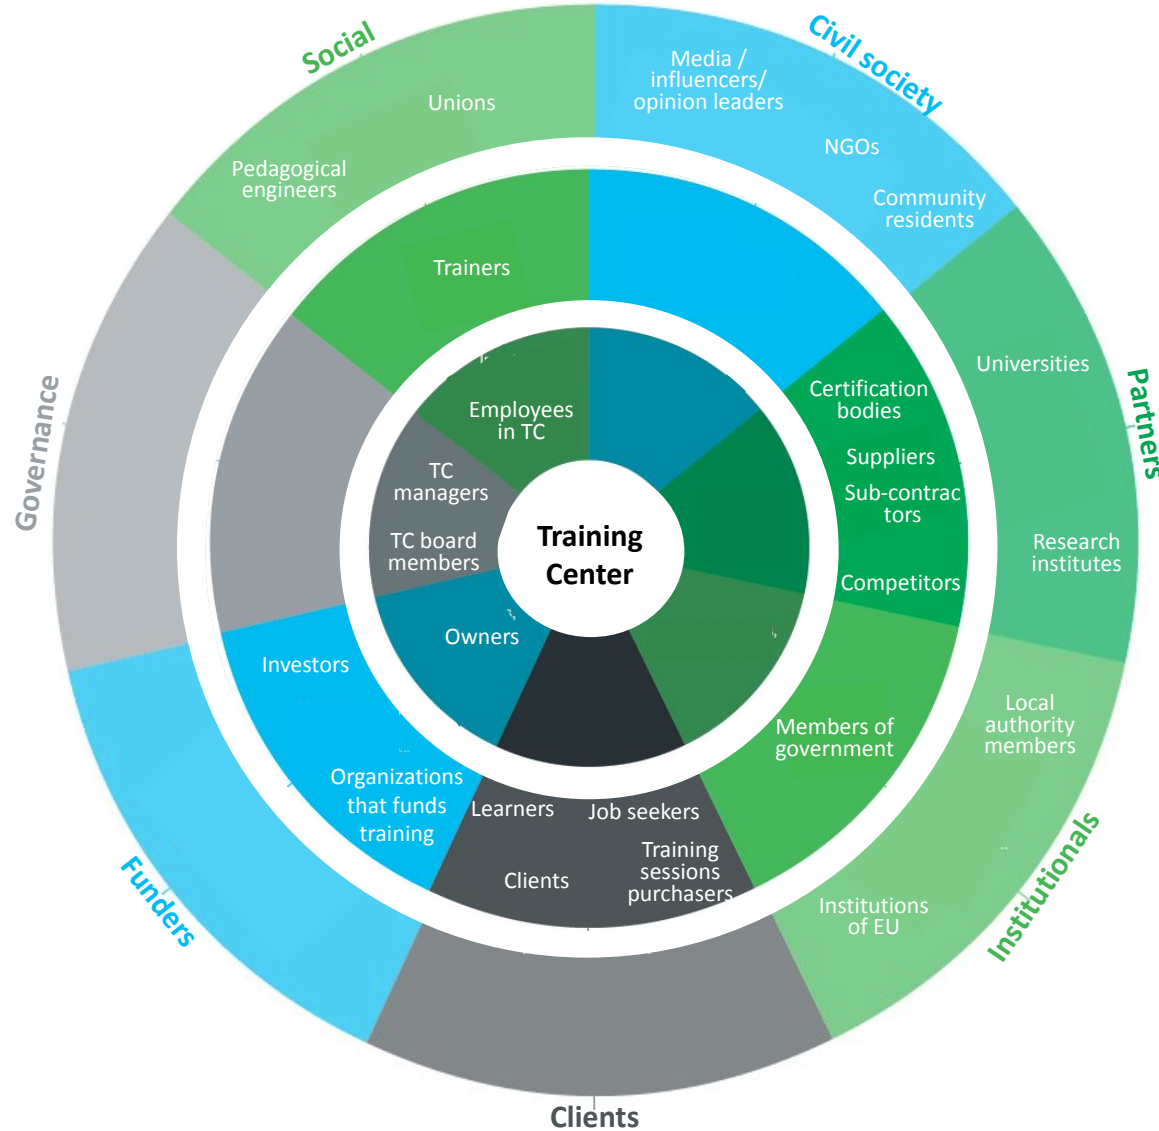 Social
Civil society
Media /
influencers/
opinion leaders
Unions
NGOs
Pedagogical
engineers
Community
residents
Trainers
Universities
Partners
Certification
bodies
Governance
Employees
in TC
Suppliers
TC
managers
Sub-contrac
tors
Training
Center
TC board
members
Research
institutes
Competitors
Owners
Investors
Local
authority
members
Members of
government
Organizations
that funds
training
Learners
Job seekers
Training
sessions
purchasers
Clients
Institutions
of EU
Funders
Institutionals
Clients